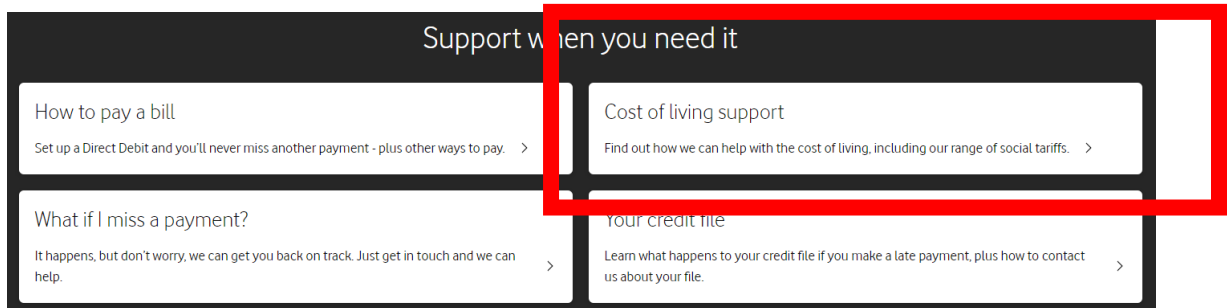 Support when you need it
How to pay a bill
Set up a Direct Debit and you'll never miss another payment - plus other ways to pay.
Cost of living support
Find out how we can help with the cost of living, including our range of social tariffs.
What if I miss a payment?
It happens, but don't worry, we can get you back on track. Just get in touch and we can
help.
Your credit file
Learn what happens to your credit file if you make a late payment, plus how to contact
us about your file.